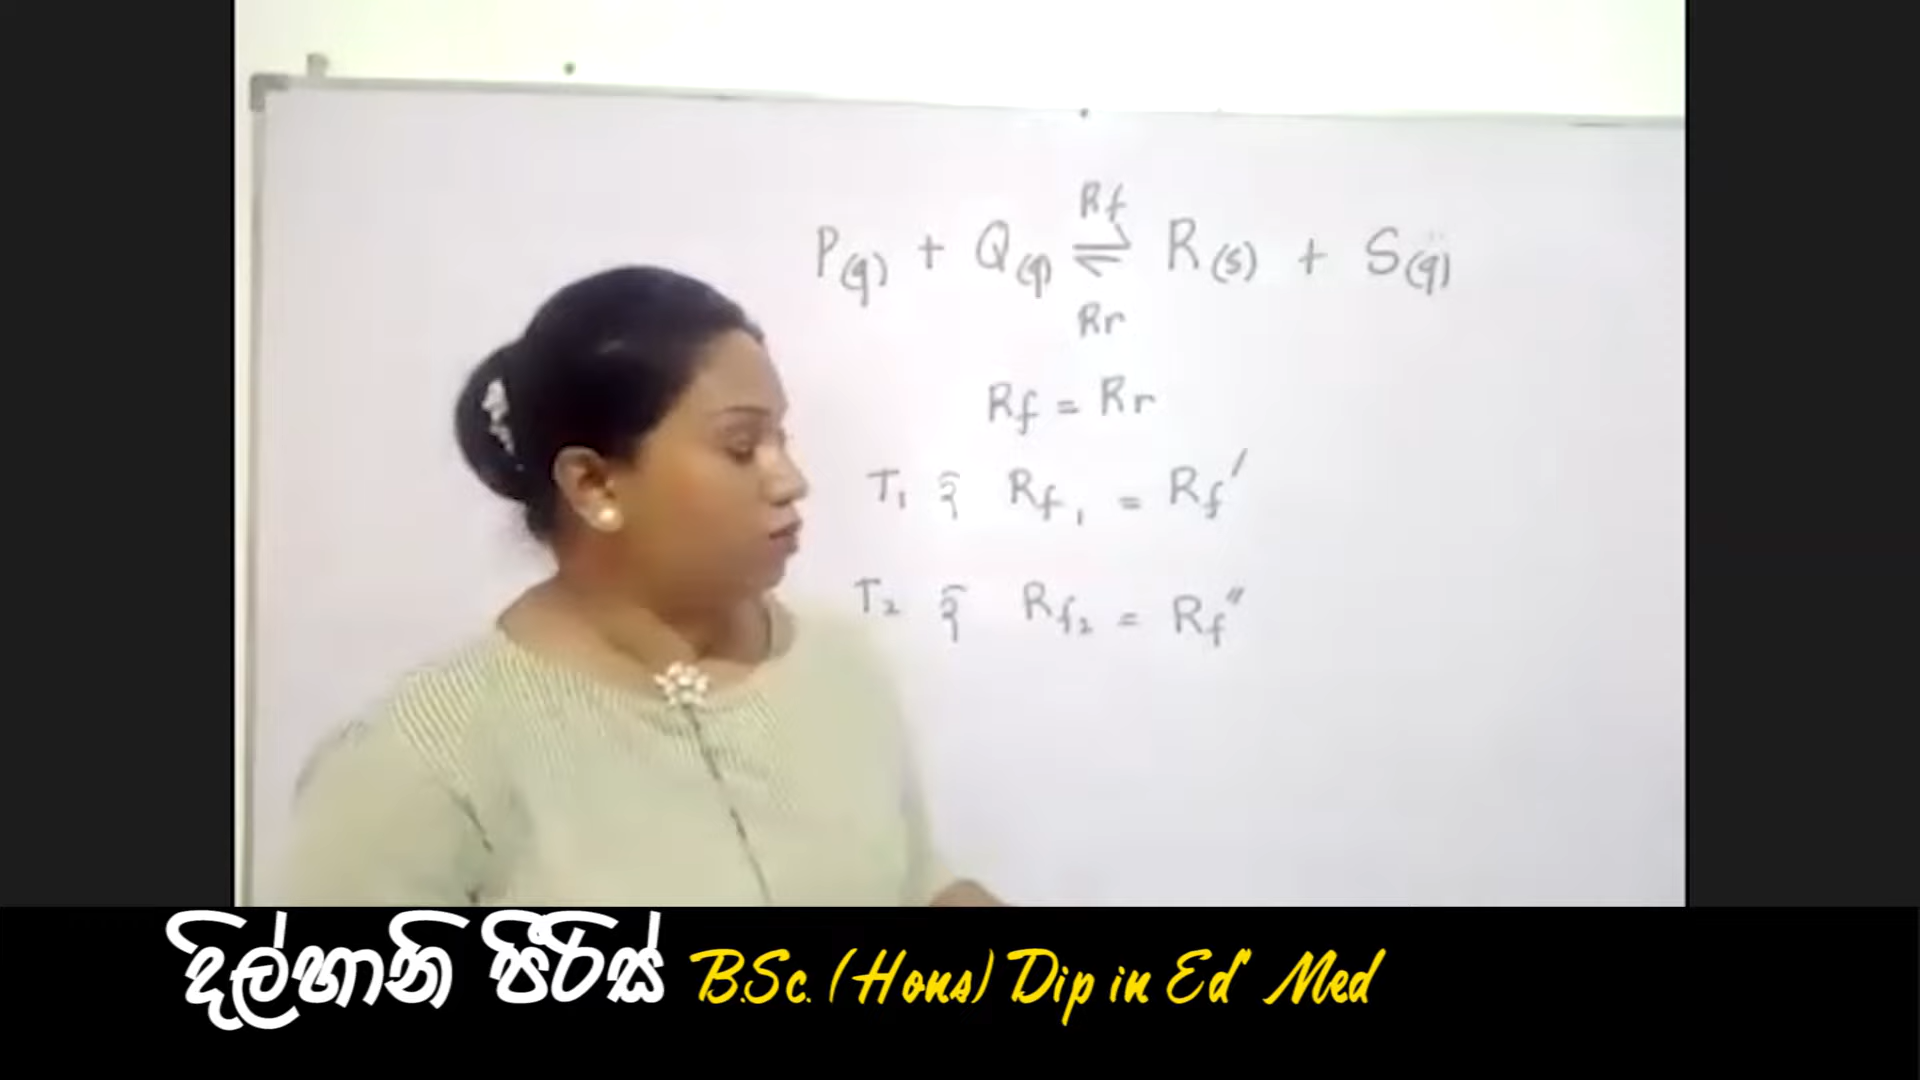 Rf
P(g) + Q(g) ⇌ R(s) + S(g)
Rr
Rf = Rr
T₁ දී Rf₁ = Rf′
T₂ දී Rf₂ = Rf″
දිල්හානි පීරිස් B.Sc. (Hons) Dip in Ed Med